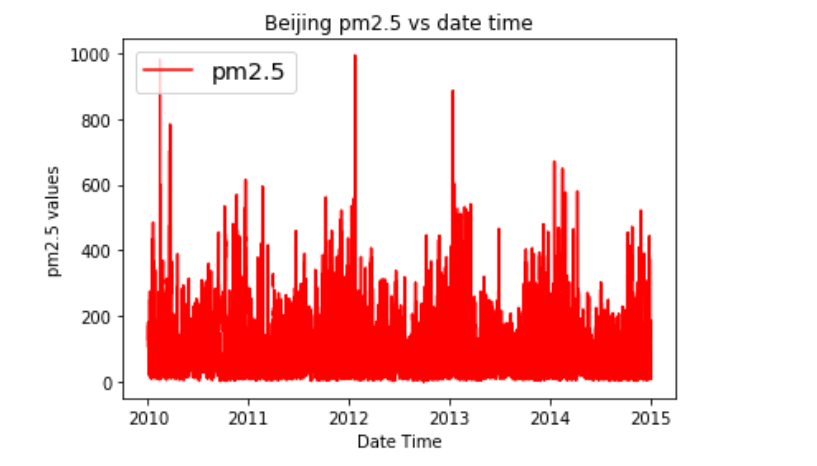 Beijing pm2.5 vs date time
pm2.5
1000
800
600
400
200
0
pm2.5 values
2010 2011 2012 2013 2014 2015
Date Time